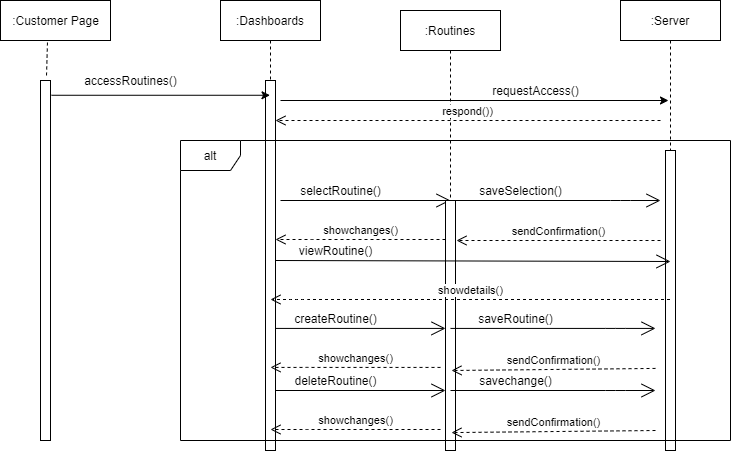 :Customer Page
:Dashboards
:Routines
:Server
accessRoutines()
requestAccess()
respond())
alt
selectRoutine()
saveSelection()
showchanges()
sendConfirmation()
viewRoutine()
showdetails()
createRoutine()
saveRoutine()
showchanges()
sendConfirmation()
deleteRoutine()
savechange()
showchanges()
sendConfirmation()